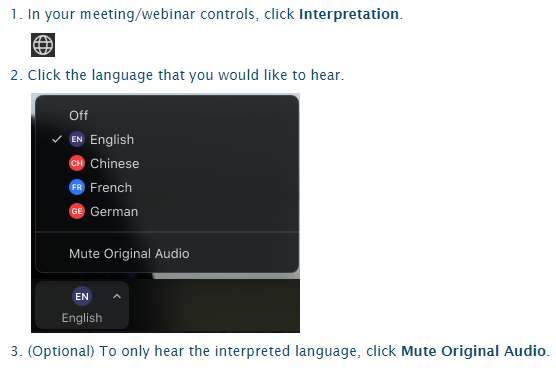 1. In your meeting/webinar controls, click Interpretation.
2. Click the language that you would like to hear.
Off
EN English
CH Chinese
FR French
GE German
Mute Original Audio
EN
English
3. (Optional) To only hear the interpreted language, click Mute Original Audio.